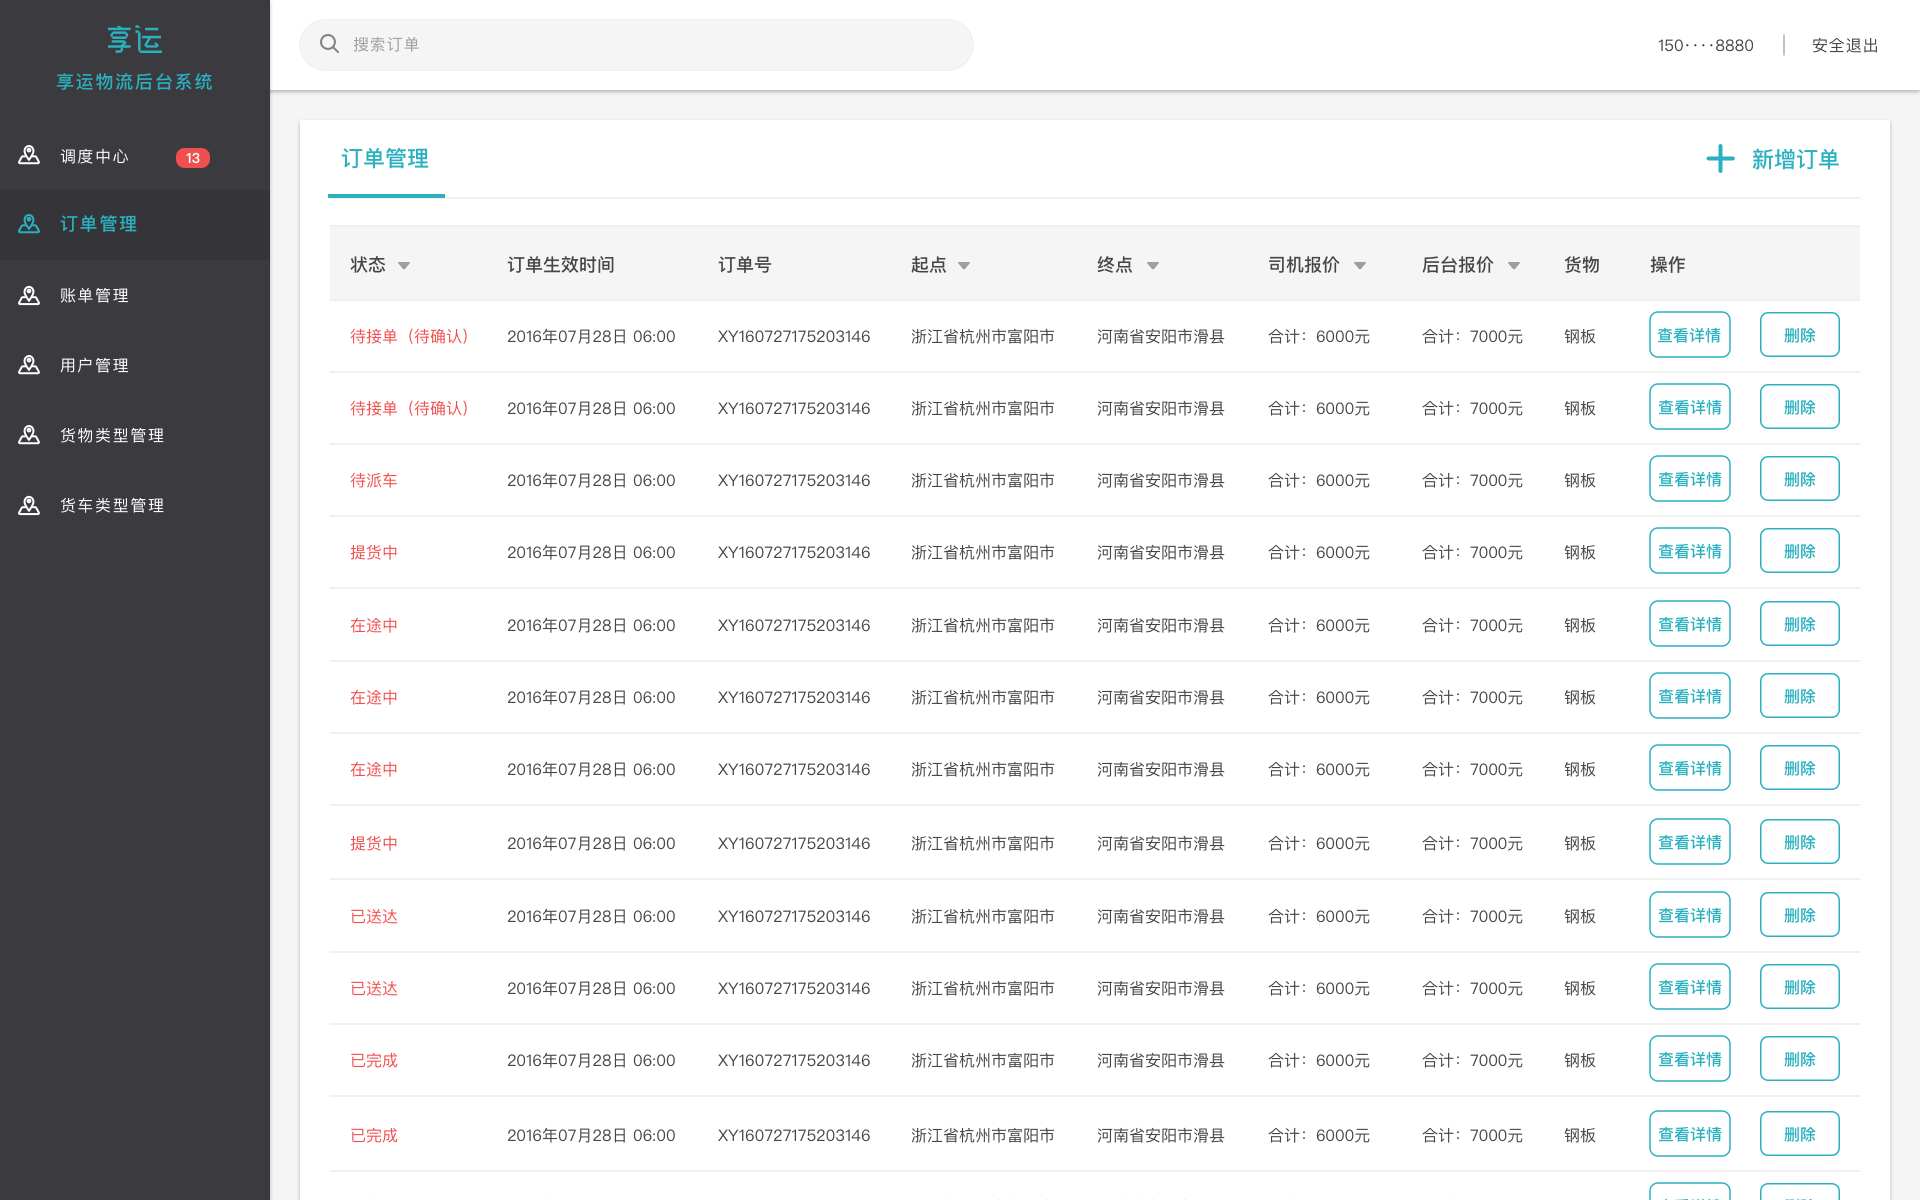 享运
享运物流后台系统
调度中心 13
订单管理
账单管理
用户管理
货物类型管理
货车类型管理
搜索订单
150····8880 安全退出
订单管理 新增订单
状态 订单生效时间 订单号 起点 终点 司机报价 后台报价 货物 操作
待接单（待确认） 2016年07月28日 06:00 XY160727175203146 浙江省杭州市富阳市 河南省安阳市滑县 合计：6000元 合计：7000元 钢板 查看详情 删除
待接单（待确认） 2016年07月28日 06:00 XY160727175203146 浙江省杭州市富阳市 河南省安阳市滑县 合计：6000元 合计：7000元 钢板 查看详情 删除
待派车 2016年07月28日 06:00 XY160727175203146 浙江省杭州市富阳市 河南省安阳市滑县 合计：6000元 合计：7000元 钢板 查看详情 删除
提货中 2016年07月28日 06:00 XY160727175203146 浙江省杭州市富阳市 河南省安阳市滑县 合计：6000元 合计：7000元 钢板 查看详情 删除
在途中 2016年07月28日 06:00 XY160727175203146 浙江省杭州市富阳市 河南省安阳市滑县 合计：6000元 合计：7000元 钢板 查看详情 删除
在途中 2016年07月28日 06:00 XY160727175203146 浙江省杭州市富阳市 河南省安阳市滑县 合计：6000元 合计：7000元 钢板 查看详情 删除
在途中 2016年07月28日 06:00 XY160727175203146 浙江省杭州市富阳市 河南省安阳市滑县 合计：6000元 合计：7000元 钢板 查看详情 删除
提货中 2016年07月28日 06:00 XY160727175203146 浙江省杭州市富阳市 河南省安阳市滑县 合计：6000元 合计：7000元 钢板 查看详情 删除
已送达 2016年07月28日 06:00 XY160727175203146 浙江省杭州市富阳市 河南省安阳市滑县 合计：6000元 合计：7000元 钢板 查看详情 删除
已送达 2016年07月28日 06:00 XY160727175203146 浙江省杭州市富阳市 河南省安阳市滑县 合计：6000元 合计：7000元 钢板 查看详情 删除
已完成 2016年07月28日 06:00 XY160727175203146 浙江省杭州市富阳市 河南省安阳市滑县 合计：6000元 合计：7000元 钢板 查看详情 删除
已完成 2016年07月28日 06:00 XY160727175203146 浙江省杭州市富阳市 河南省安阳市滑县 合计：6000元 合计：7000元 钢板 查看详情 删除